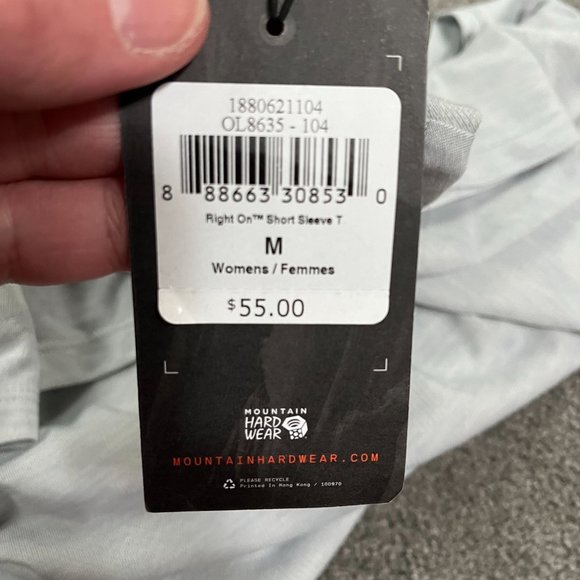 1880621104
OL8635 - 104
8 88663 30853 0
Right On™ Short Sleeve T
M
Womens / Femmes
$55.00
MOUNTAIN
HARD
WEAR
MOUNTAINHARDWEAR.COM
PLEASE RECYCLE
Printed In Hong Kong / 100970